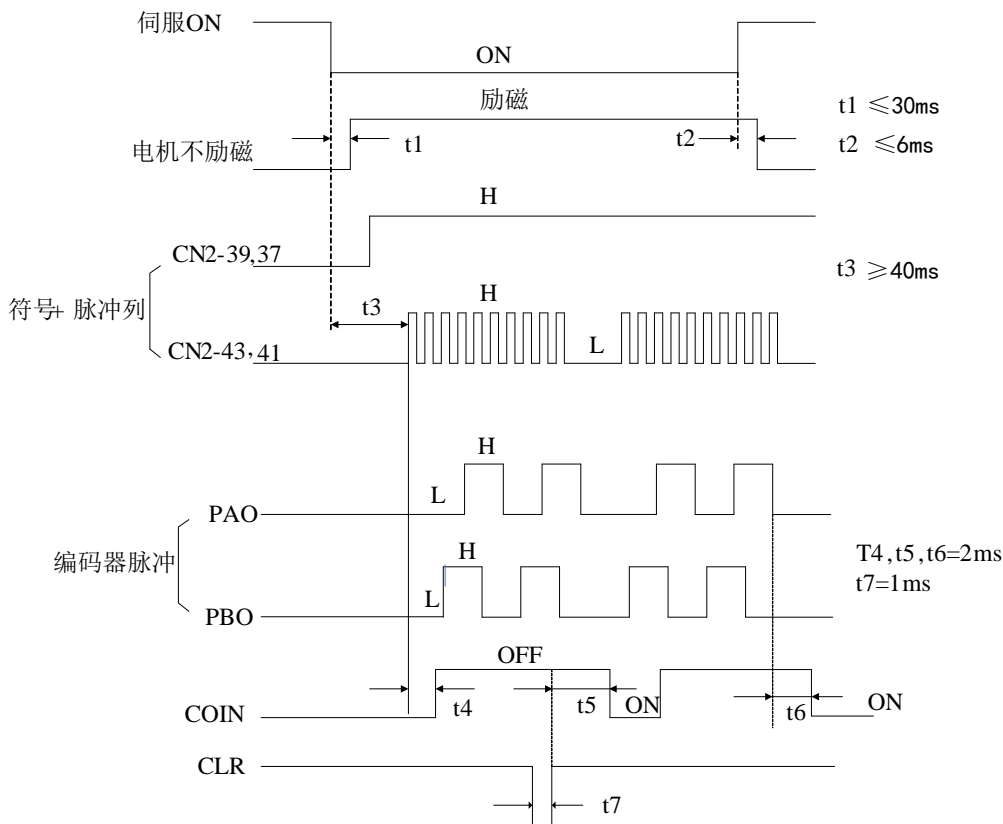 伺服ON
ON
励磁
t1 ≤30ms
t1
t2
t2 ≤6ms
电机不励磁
H
CN2-39,37
t3 ≥40ms
符号+ 脉冲列
t3
H
L
CN2-43,41
H
L
PAO
编码器脉冲
H
T4,t5,t6=2ms
t7=1ms
L
PBO
OFF
t4
t5
ON
t6
ON
COIN
CLR
t7